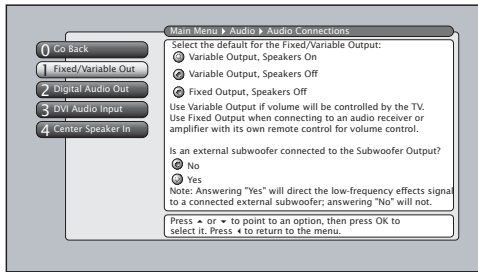 Main Menu ▸ Audio ▸ Audio Connections
0 Go Back
1 Fixed/Variable Out
2 Digital Audio Out
3 DVI Audio Input
4 Center Speaker In
Select the default for the Fixed/Variable Output:
Variable Output, Speakers On
Variable Output, Speakers Off
Fixed Output, Speakers Off
Use Variable Output if volume will be controlled by the TV.
Use Fixed Output when connecting to an audio receiver or
amplifier with its own remote control for volume control.
Is an external subwoofer connected to the Subwoofer Output?
No
Yes
Note: Answering "Yes" will direct the low-frequency effects signal
to a connected external subwoofer; answering "No" will not.
Press ▴ or ▾ to point to an option, then press OK to
select it. Press ◂ to return to the menu.